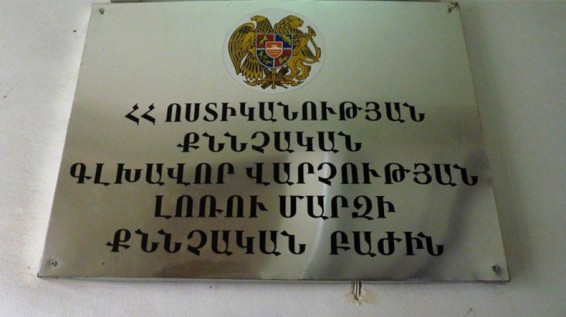 ՀՀ ՈՍՏԻԿԱՆՈՒԹՅԱՆ
ՔՆՆՉԱԿԱՆ
ԳԼԽԱՎՈՐ ՎԱՐՉՈՒԹՅԱՆ
ԼՈՌՈՒ ՄԱՐԶԻ
ՔՆՆՉԱԿԱՆ ԲԱԺԻՆ